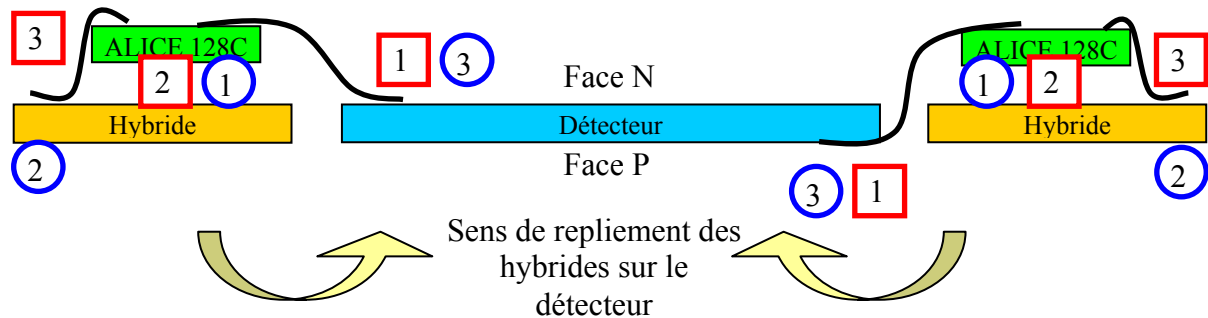 3
ALICE 128C
2
1
1
3
Face N
ALICE 128C
1
2
3
Hybride
Détecteur
Hybride
2
Face P
3
1
2
Sens de repliement des
hybrides sur le
détecteur